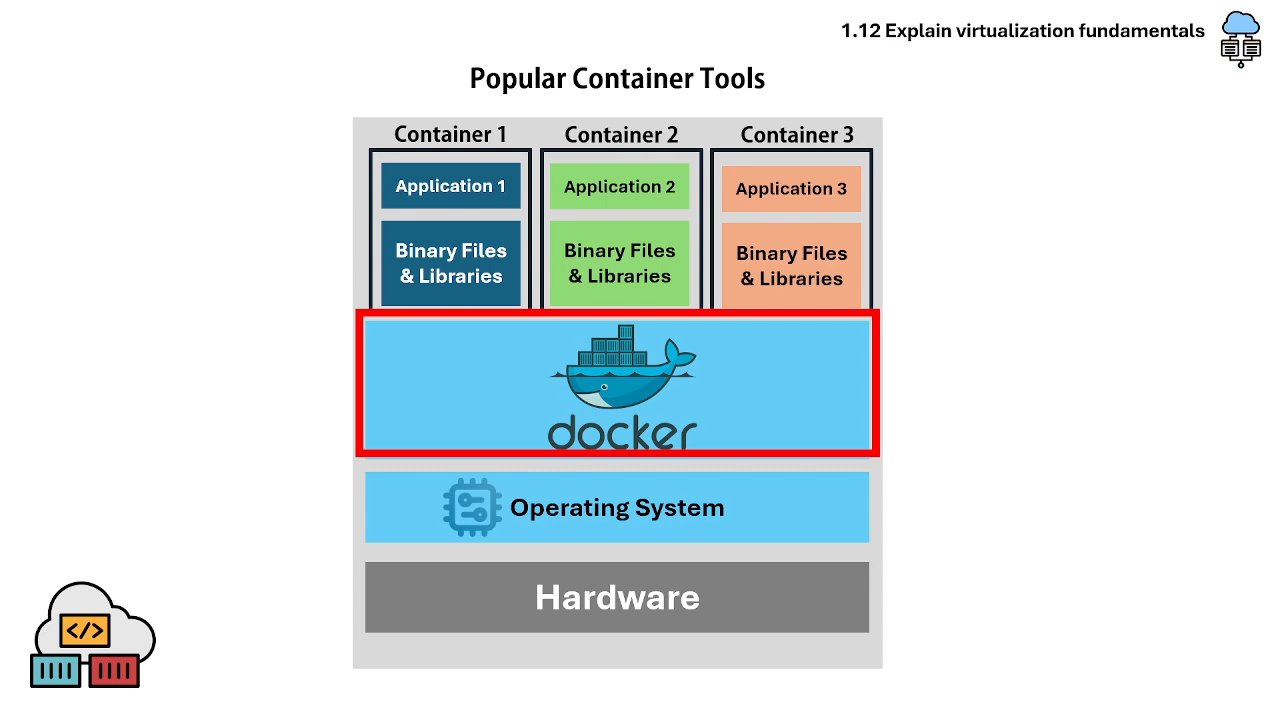 1.12 Explain virtualization fundamentals
Popular Container Tools
Container 1
Container 2
Container 3
Application 1
Application 2
Application 3
Binary Files
& Libraries
Binary Files
& Libraries
Binary Files
& Libraries
docker
Operating System
Hardware
</>